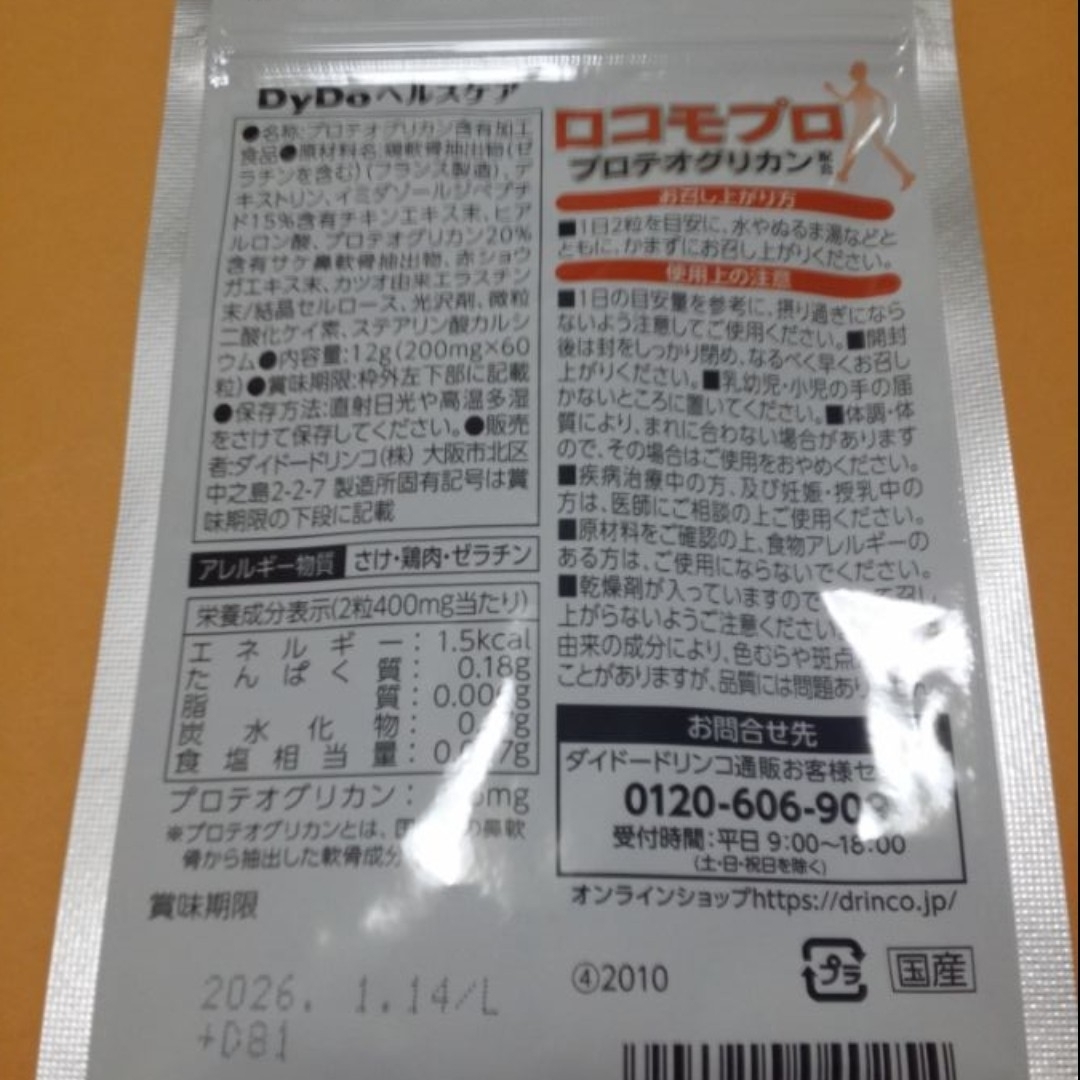 DyDoヘルスケア
●名称:プロテオグリカン含有加工
食品●原材料名:鶏軟骨抽出物(ゼ
ラチンを含む)(フランス製造)、デ
キストリン、イミダゾールジペプチ
ド15%含有チキンエキス末、ヒア
ルロン酸、プロテオグリカン20%
含有サケ鼻軟骨抽出物、赤ショウ
ガエキス末、カツオ由来エラスチン
末/結晶セルロース、光沢剤、微粒
二酸化ケイ素、ステアリン酸カルシ
ウム●内容量:12g(200mg×60
粒)●賞味期限:枠外左下部に記載
●保存方法:直射日光や高温多湿
をさけて保存してください。●販売
者:ダイドードリンコ(株) 大阪市北区
中之島2-2-7 製造所固有記号は賞
味期限の下段に記載
アレルギー物質 さけ・鶏肉・ゼラチン
栄養成分表示(2粒400mg当たり)
エネルギー:1.5kcal
たんぱく質:0.18g
脂質:
炭水化物:
食塩相当量:
プロテオグリカン:
※プロテオグリカンとは、鼻軟
骨から抽出した軟骨成分
賞味期限
2026. 1.14/L
+D81
ロコモプロ
プロテオグリカン配合
お召し上がり方
■1日2粒を目安に、水やぬるま湯などと
ともに、かまずにお召し上がりください。
使用上の注意
■1日の目安量を参考に、摂り過ぎになら
ないよう注意してご使用ください。■開封
後は封をしっかり閉め、なるべく早くお召し
上がりください。■乳幼児・小児の手の届
かないところに置いてください。■体調・体
質により、まれに合わない場合があります
ので、その場合はご使用をおやめください。
■疾病治療中の方、及び妊娠・授乳中の
方は、医師にご相談の上ご使用ください。
■原材料をご確認の上、食物アレルギーの
ある方は、ご使用にならないでください。
■乾燥剤が入っていますので召し
上がらないようご注意ください
由来の成分により、色むらや斑点
ことがありますが、品質には問題あり
お問合せ先
ダイドードリンコ通販お客様セ
0120-606-90
受付時間:平日 9:00〜18:00
(土・日・祝日を除く)
オンラインショップhttps://drinco.jp/
④2010
プラ
国産